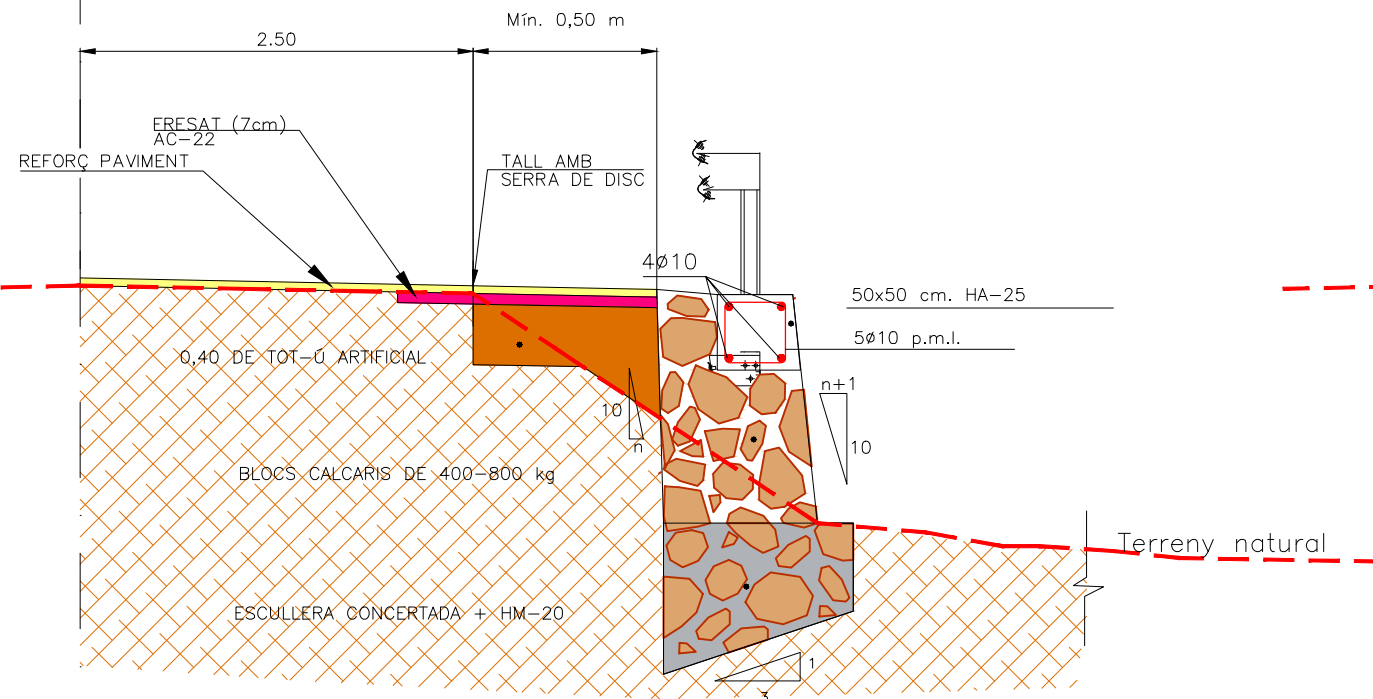 Mín. 0,50 m
2.50
FRESAT (7cm)
AC-22
REFORÇ PAVIMENT
TALL AMB
SERRA DE DISC
4ø10
50x50 cm. HA-25
5ø10 p.m.l.
0,40 DE TOT-Ú ARTIFICIAL
n+1
10
10
n
BLOCS CALCARIS DE 400-800 kg
Terreny natural
ESCULLERA CONCERTADA + HM-20
1
3